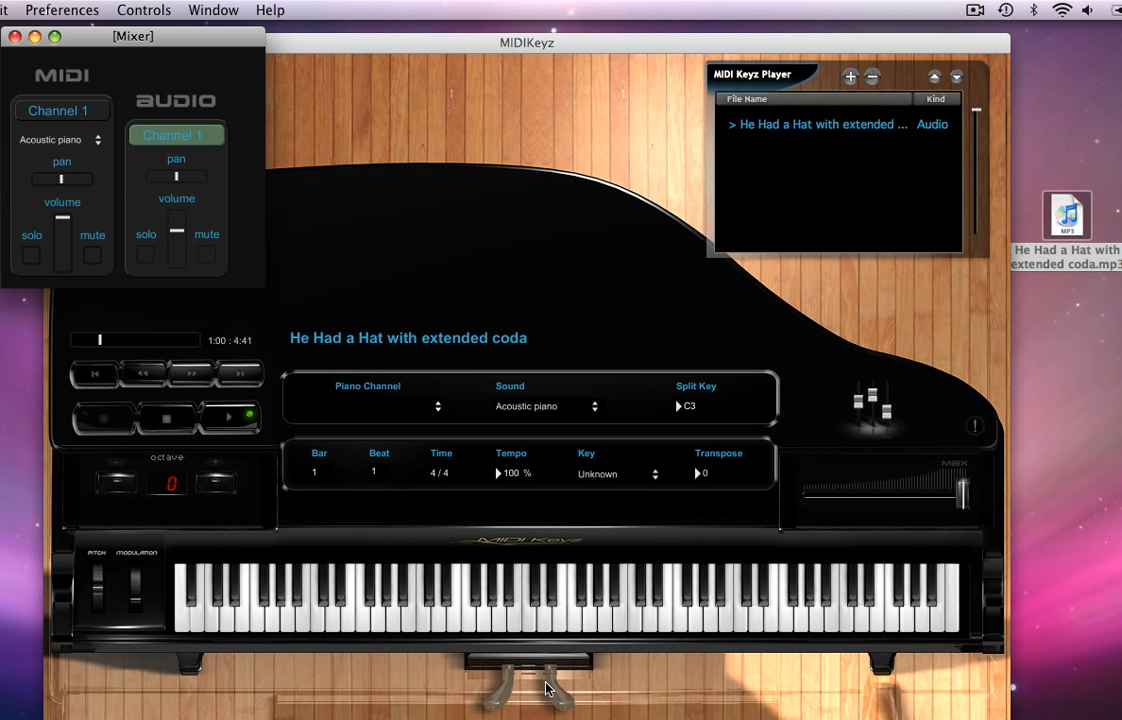 it Preferences Controls Window Help
[Mixer]
MIDIKeyz
MIDI
AUDIO
Channel 1
Channel 1
Acoustic piano
pan
pan
volume
volume
solo
mute
solo
mute
MIDI Keyz Player
File Name Kind
> He Had a Hat with extended ... Audio
MP3
He Had a Hat with
extended coda.mp3
1:00 : 4:41
He Had a Hat with extended coda
Piano Channel Sound Split Key
Acoustic piano C3
Bar Beat Time Tempo Key Transpose
1 1 4 / 4 100 % Unknown 0
octave
- +
0
!
MAX
PITCH MODULATION
MIDI Keyz